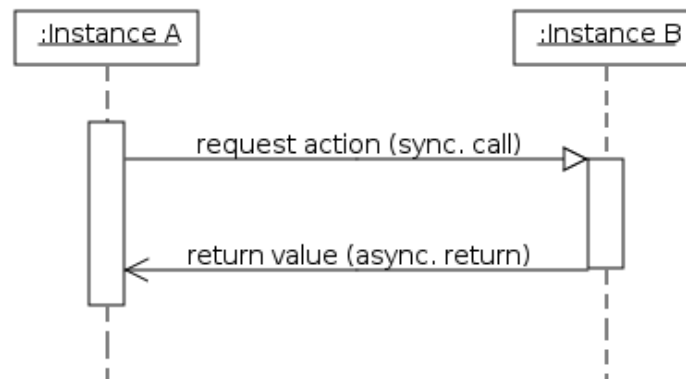 :Instance A
:Instance B
request action (sync. call)
return value (async. return)